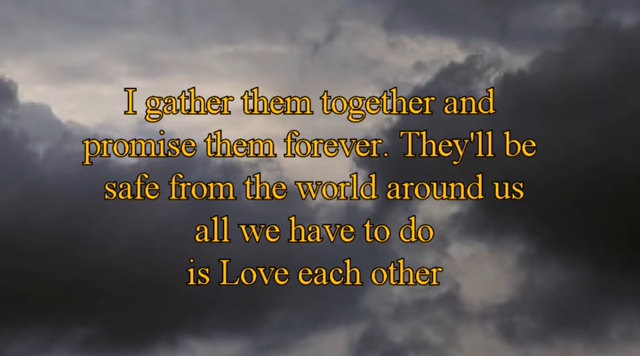 I gather them together and
promise them forever. They'll be
safe from the world around us
all we have to do
is Love each other